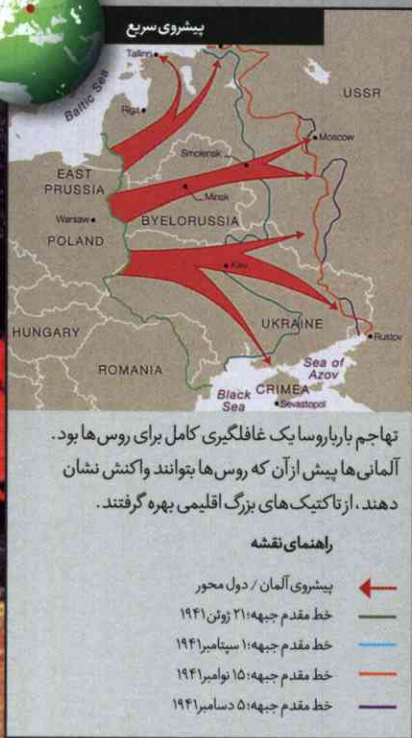 پیشروی سریع
Tallinn
USSR
Baltic Sea
Riga
Moscow
Smolensk
EAST
PRUSSIA
Minsk
Warsaw
BYELORUSSIA
POLAND
Kiev
UKRAINE
HUNGARY
Rustov
ROMANIA
Sea of
Azov
Black
Sea
CRIMEA
Sevastopol
تهاجم بارباروسا یک غافلگیری کامل برای روس‌ها بود.
آلمانی‌ها پیش از آن که روس‌ها بتوانند واکنش نشان
دهند، از تاکتیک‌های بزرگ اقلیمی بهره گرفتند.
راهنمای نقشه
پیشروی آلمان / دول محور
خط مقدم جبهه؛ ۲۱ ژوئن ۱۹۴۱
خط مقدم جبهه؛ ۱ سپتامبر ۱۹۴۱
خط مقدم جبهه؛ ۱۵ نوامبر ۱۹۴۱
خط مقدم جبهه؛ ۵ دسامبر ۱۹۴۱